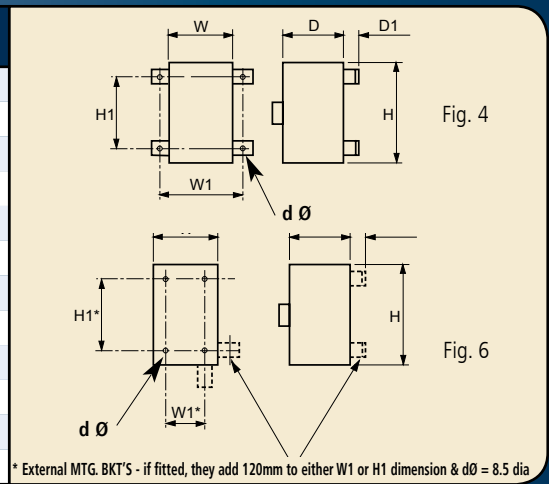 W
D
D1
H1
H
Fig. 4
W1
d Ø
H1*
H
Fig. 6
W1*
d Ø
* External MTG. BKT'S - if fitted, they add 120mm to either W1 or H1 dimension & dØ = 8.5 dia